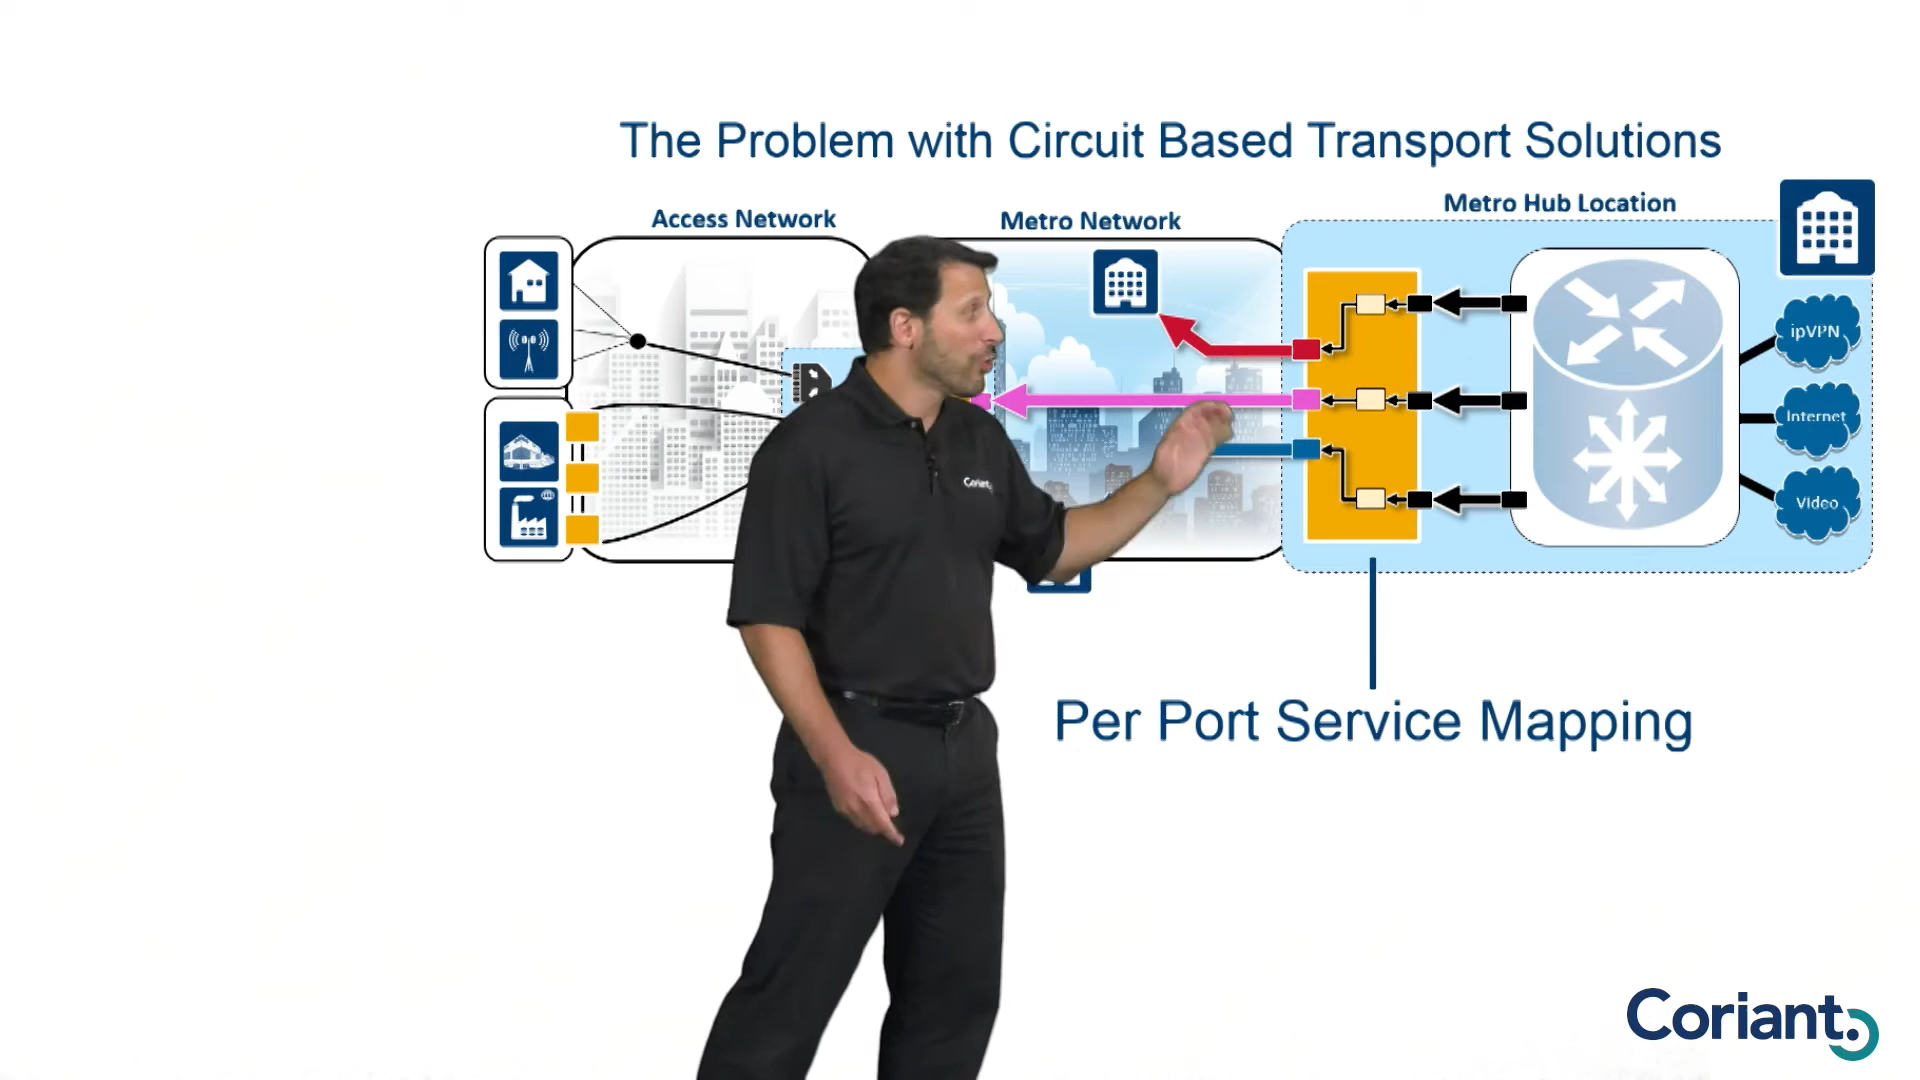 The Problem with Circuit Based Transport Solutions
Access Network
Metro Network
Metro Hub Location
ipVPN
Internet
Video
Coriant
Per Port Service Mapping
Coriant